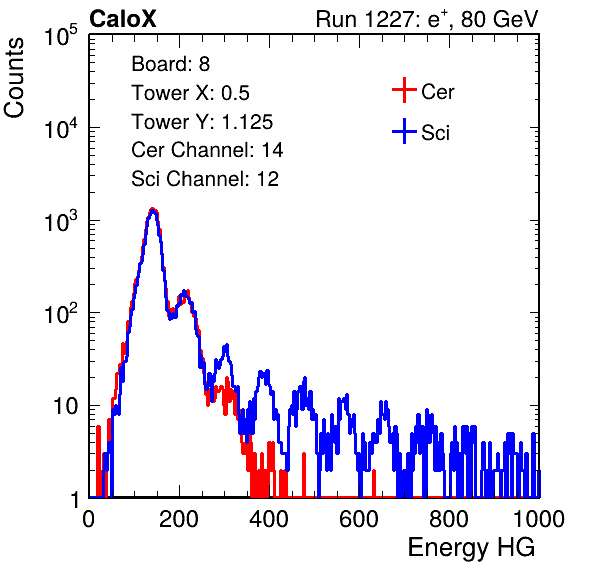 CaloX Run 1227: e+, 80 GeV
Board: 8
Tower X: 0.5
Tower Y: 1.125
Cer Channel: 14
Sci Channel: 12
Cer
Sci
Counts
10^5
10^4
10^3
10^2
10
1
0 200 400 600 800 1000
Energy HG